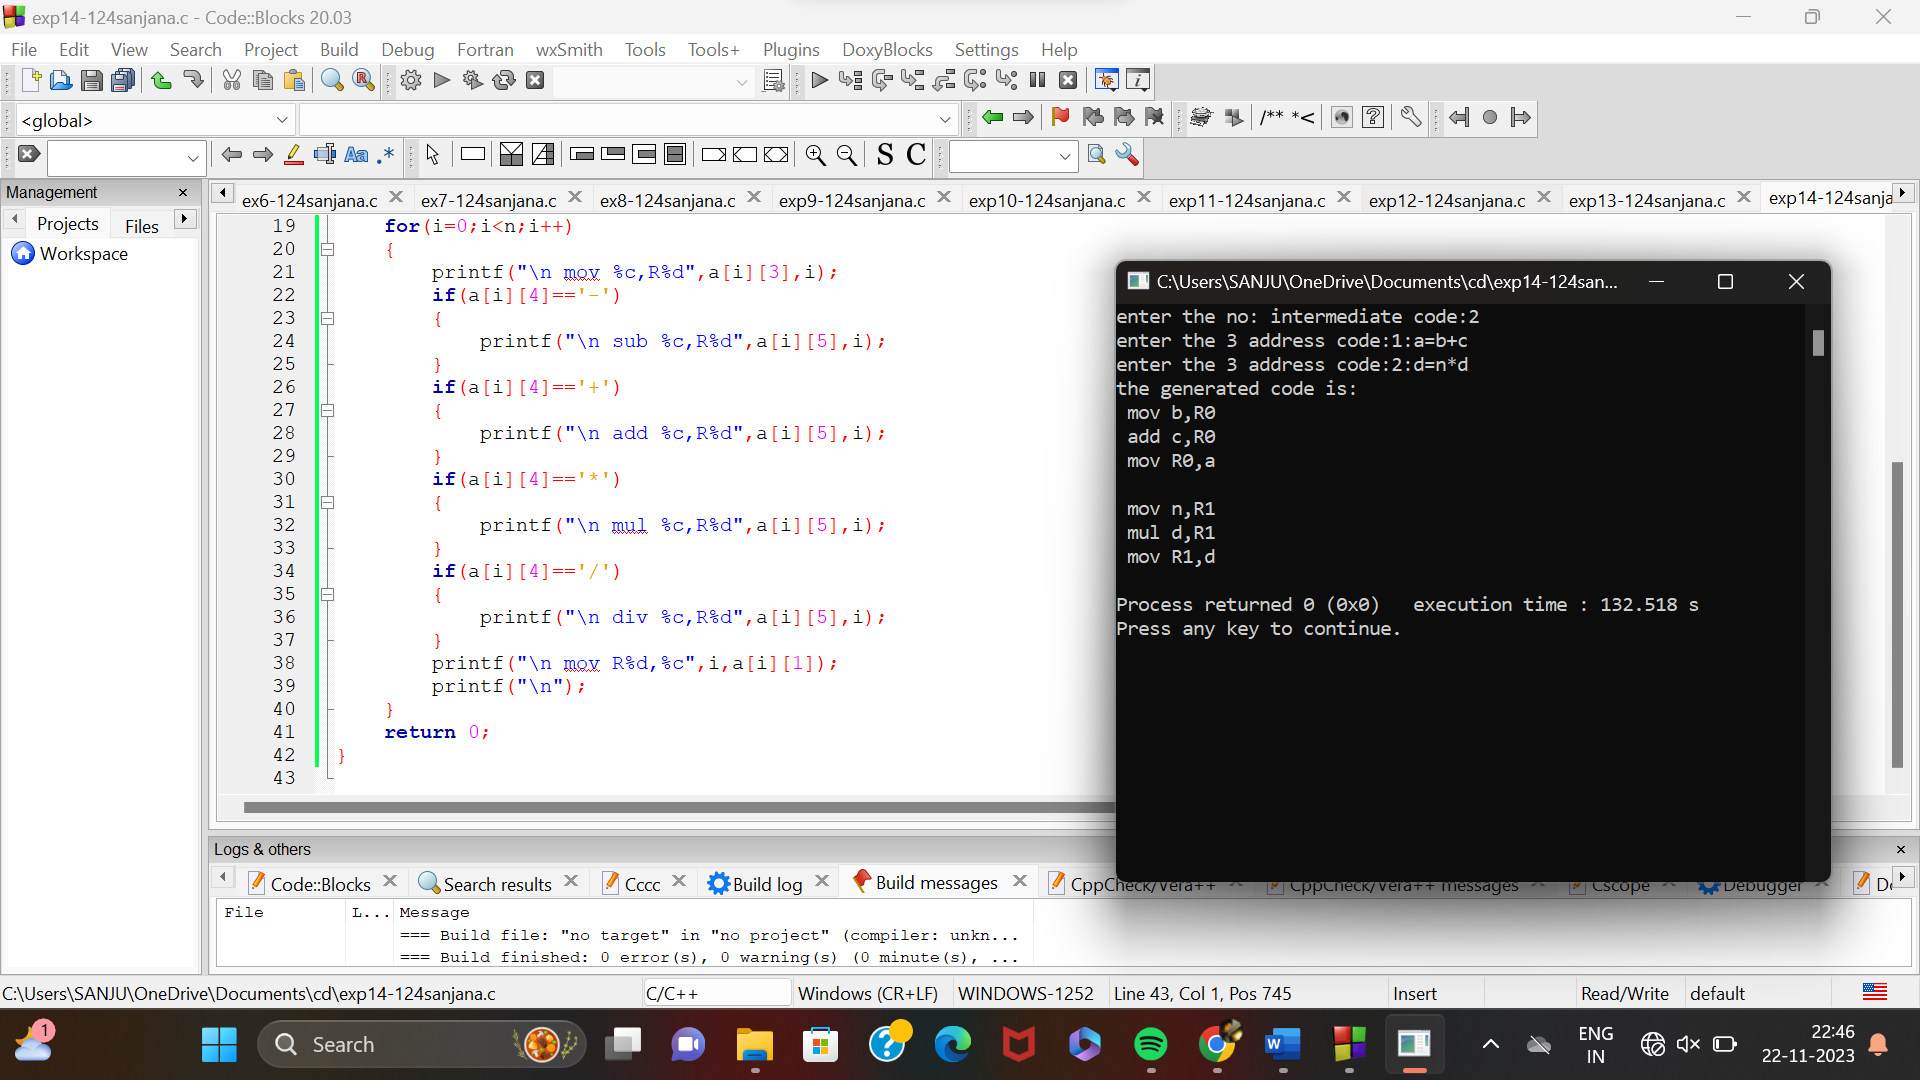 exp14-124sanjana.c - Code::Blocks 20.03
File Edit View Search Project Build Debug Fortran wxSmith Tools Tools+ Plugins DoxyBlocks Settings Help
<global>
/** *<
Aa .* S C
Management
Projects Files
Workspace
ex6-124sanjana.c ex7-124sanjana.c ex8-124sanjana.c exp9-124sanjana.c exp10-124sanjana.c exp11-124sanjana.c exp12-124sanjana.c exp13-124sanjana.c exp14-124sanja
19 for(i=0;i<n;i++)
20 {
21 printf("\n mov %c,R%d",a[i][3],i);
22 if(a[i][4]=='-')
23 {
24 printf("\n sub %c,R%d",a[i][5],i);
25 }
26 if(a[i][4]=='+')
27 {
28 printf("\n add %c,R%d",a[i][5],i);
29 }
30 if(a[i][4]=='*')
31 {
32 printf("\n mul %c,R%d",a[i][5],i);
33 }
34 if(a[i][4]=='/')
35 {
36 printf("\n div %c,R%d",a[i][5],i);
37 }
38 printf("\n mov R%d,%c",i,a[i][1]);
39 printf("\n");
40 }
41 return 0;
42 }
43
C:\Users\SANJU\OneDrive\Documents\cd\exp14-124san...
enter the no: intermediate code:2
enter the 3 address code:1:a=b+c
enter the 3 address code:2:d=n*d
the generated code is:
mov b,R0
add c,R0
mov R0,a
mov n,R1
mul d,R1
mov R1,d
Process returned 0 (0x0) execution time : 132.518 s
Press any key to continue.
Logs & others
Code::Blocks Search results Cccc Build log Build messages CppCheck/Vera++ CppCheck/Vera++ messages Cscope Debugger
File L... Message
=== Build file: "no target" in "no project" (compiler: unkn...
=== Build finished: 0 error(s), 0 warning(s) (0 minute(s), ...
C:\Users\SANJU\OneDrive\Documents\cd\exp14-124sanjana.c C/C++ Windows (CR+LF) WINDOWS-1252 Line 43, Col 1, Pos 745 Insert Read/Write default
1 Search ENG IN 22:46
22-11-2023